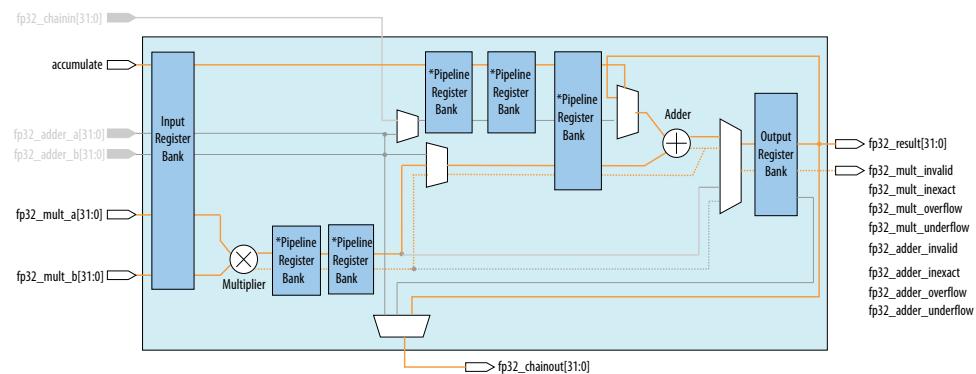 fp32_chainin[31:0]
accumulate
fp32_adder_a[31:0]
fp32_adder_b[31:0]
fp32_mult_a[31:0]
fp32_mult_b[31:0]
Input
Register
Bank
Multiplier
*Pipeline
Register
Bank
*Pipeline
Register
Bank
*Pipeline
Register
Bank
*Pipeline
Register
Bank
*Pipeline
Register
Bank
Adder
Output
Register
Bank
fp32_result[31:0]
fp32_mult_invalid
fp32_mult_inexact
fp32_mult_overflow
fp32_mult_underflow
fp32_adder_invalid
fp32_adder_inexact
fp32_adder_overflow
fp32_adder_underflow
fp32_chainout[31:0]